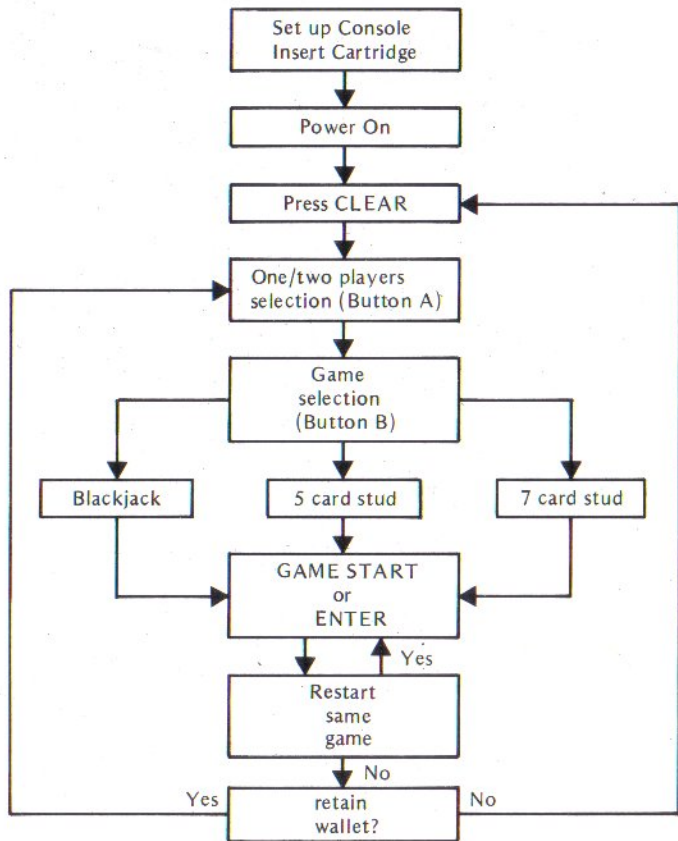 Set up Console
Insert Cartridge
Power On
Press CLEAR
One/two players
selection (Button A)
Game
selection
(Button B)
Blackjack
5 card stud
7 card stud
GAME START
or
ENTER
Yes
Restart
same
game
No
Yes
retain
wallet?
No